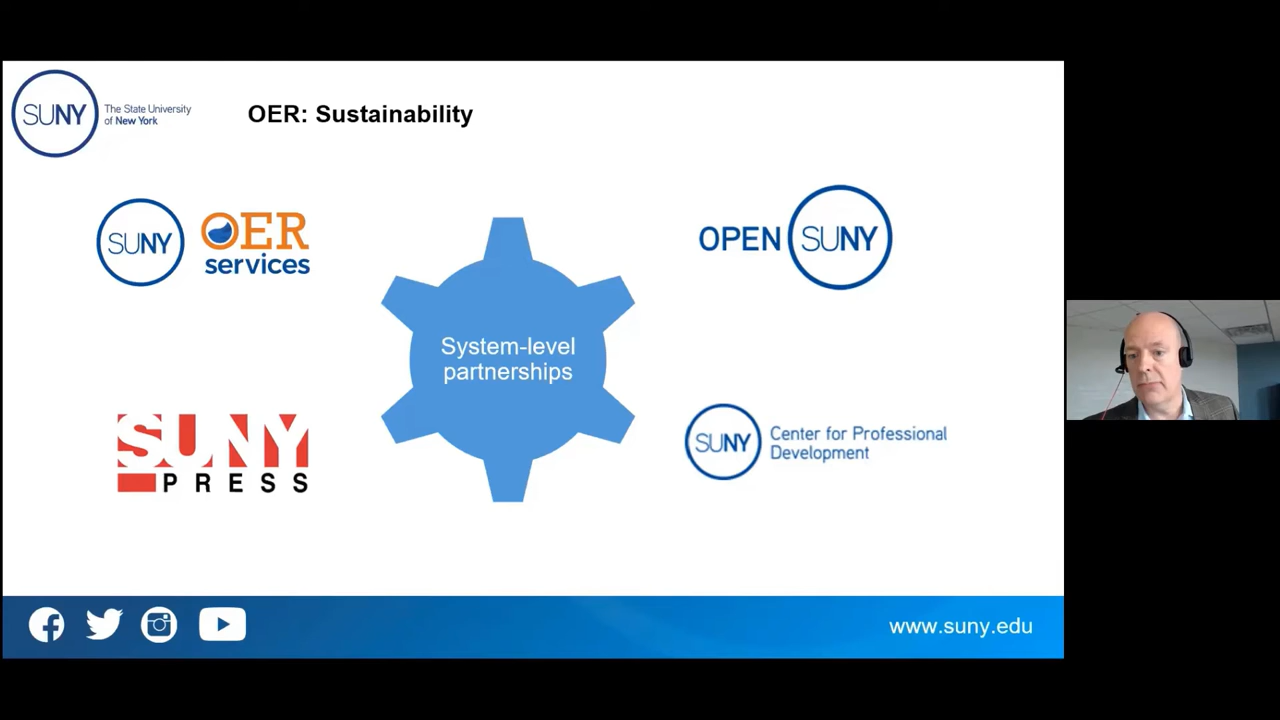 SUNY
The State University
of New York
OER: Sustainability
SUNY
OER
services
OPEN SUNY
System-level
partnerships
SUNY
PRESS
SUNY
Center for Professional
Development
www.suny.edu